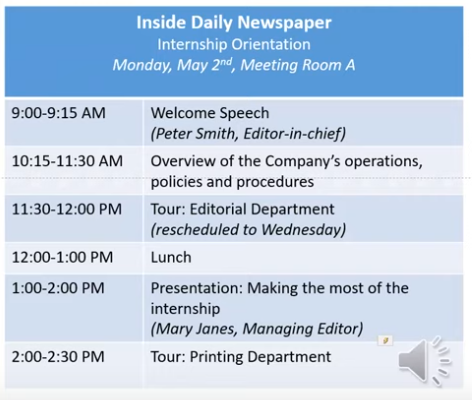 Inside Daily Newspaper
Internship Orientation
Monday, May 2nd, Meeting Room A
9:00-9:15 AM Welcome Speech
(Peter Smith, Editor-in-chief)
10:15-11:30 AM Overview of the Company's operations,
policies and procedures
11:30-12:00 PM Tour: Editorial Department
(rescheduled to Wednesday)
12:00-1:00 PM Lunch
1:00-2:00 PM Presentation: Making the most of the
internship
(Mary Janes, Managing Editor)
2:00-2:30 PM Tour: Printing Department